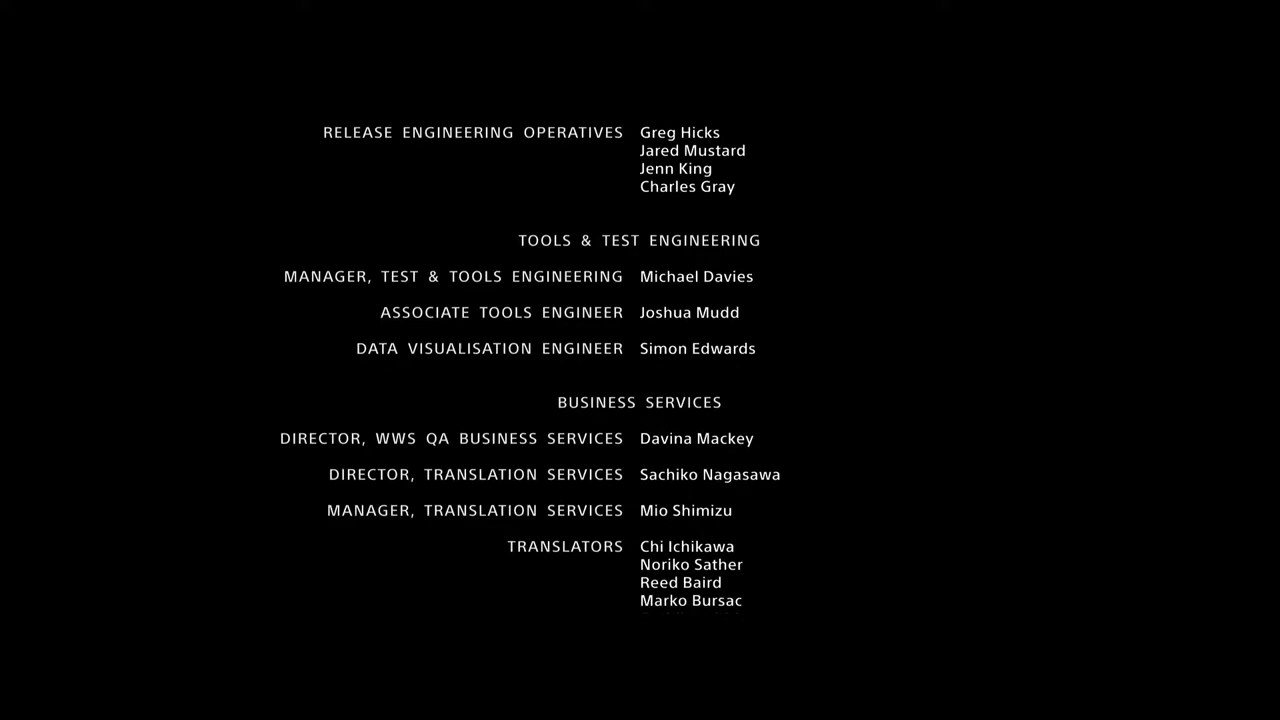 RELEASE ENGINEERING OPERATIVES Greg Hicks
Jared Mustard
Jenn King
Charles Gray
TOOLS & TEST ENGINEERING
MANAGER, TEST & TOOLS ENGINEERING Michael Davies
ASSOCIATE TOOLS ENGINEER Joshua Mudd
DATA VISUALISATION ENGINEER Simon Edwards
BUSINESS SERVICES
DIRECTOR, WWS QA BUSINESS SERVICES Davina Mackey
DIRECTOR, TRANSLATION SERVICES Sachiko Nagasawa
MANAGER, TRANSLATION SERVICES Mio Shimizu
TRANSLATORS Chi Ichikawa
Noriko Sather
Reed Baird
Marko Bursac